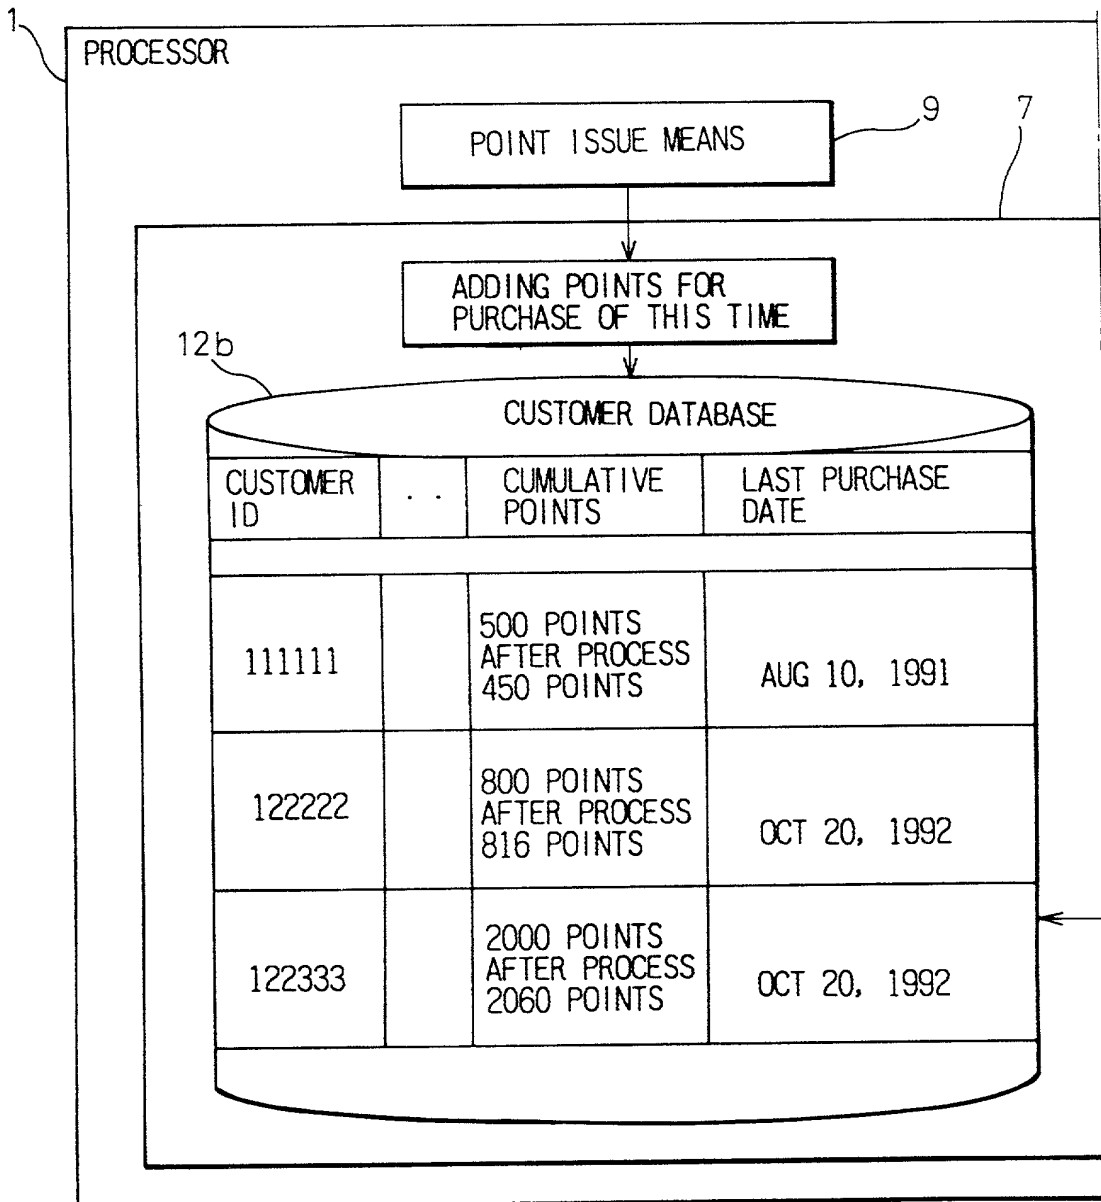 1
PROCESSOR
POINT ISSUE MEANS
9
7
ADDING POINTS FOR
PURCHASE OF THIS TIME
12b
CUSTOMER DATABASE
CUSTOMER
ID
. .
CUMULATIVE
POINTS
LAST PURCHASE
DATE
111111
500 POINTS
AFTER PROCESS
450 POINTS
AUG 10, 1991
122222
800 POINTS
AFTER PROCESS
816 POINTS
OCT 20, 1992
122333
2000 POINTS
AFTER PROCESS
2060 POINTS
OCT 20, 1992